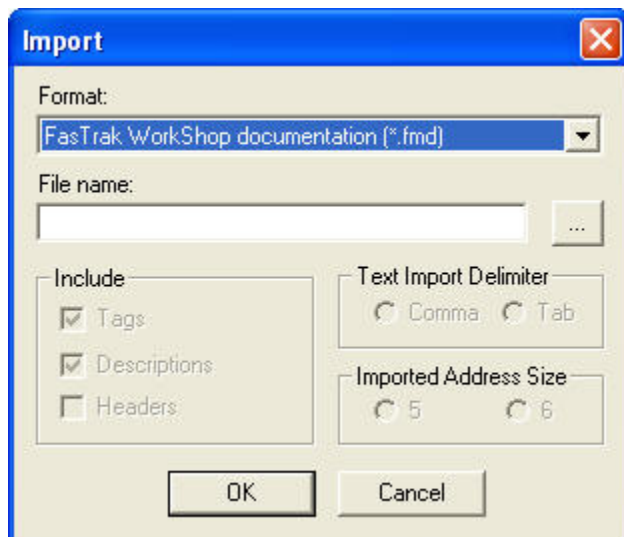 Import
Format:
FasTrak WorkShop documentation (*.fmd)
File name:
...
Include
Tags
Descriptions
Headers
Text Import Delimiter
Comma Tab
Imported Address Size
5 6
OK Cancel